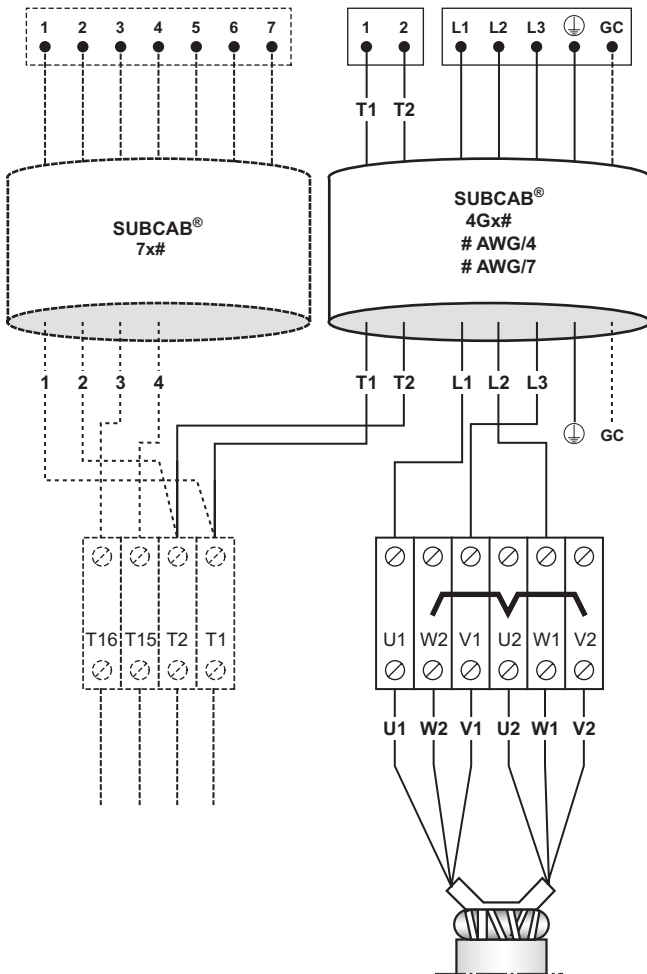 1 2 3 4 5 6 7
1 2
L1 L2 L3 GC
T1 T2
SUBCAB®
7x#
SUBCAB®
4Gx#
# AWG/4
# AWG/7
1 2 3 4
T1 T2 L1 L2 L3
GC
T16 T15 T2 T1
U1 W2 V1 U2 W1 V2
U1 W2 V1 U2 W1 V2